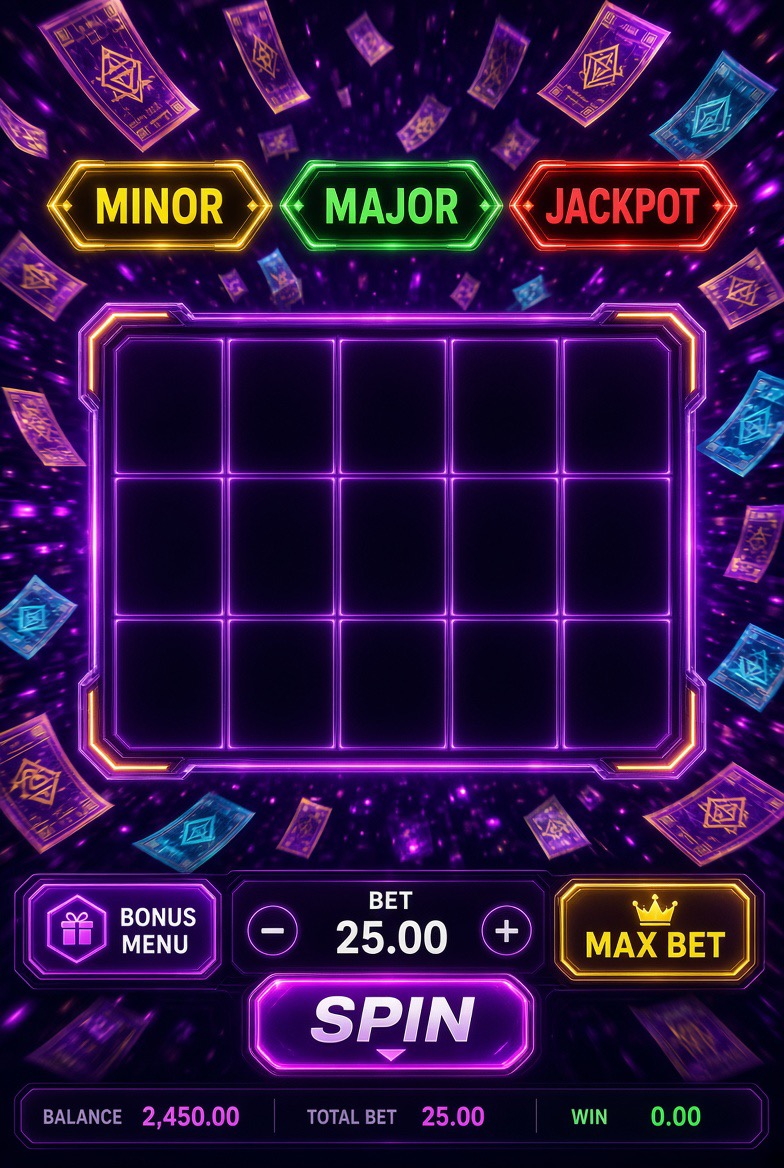 MINOR
MAJOR
JACKPOT
BONUS
MENU
BET
25.00
MAX BET
SPIN
BALANCE 2,450.00
TOTAL BET 25.00
WIN 0.00